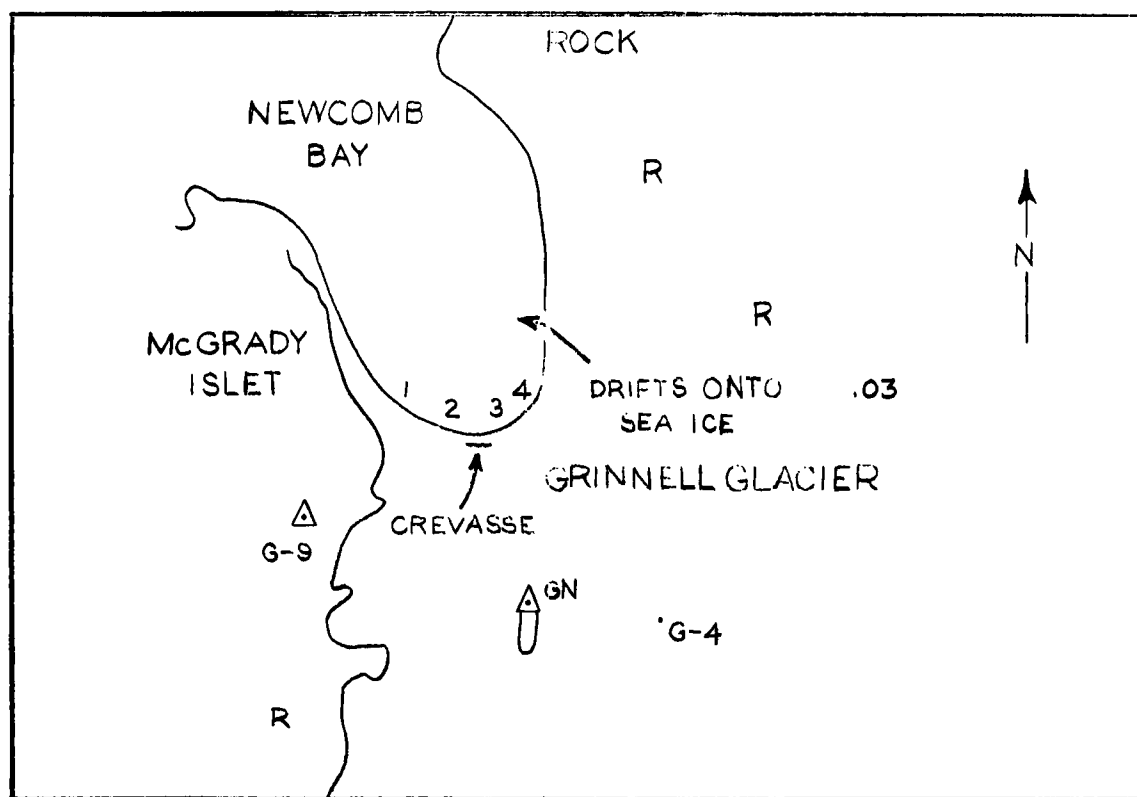 ROCK
NEWCOMB
BAY
R
N
R
McGRADY
ISLET
1
2
3
4
DRIFTS ONTO
SEA ICE
.03
GRINNELL GLACIER
CREVASSE
G-9
GN
G-4
R